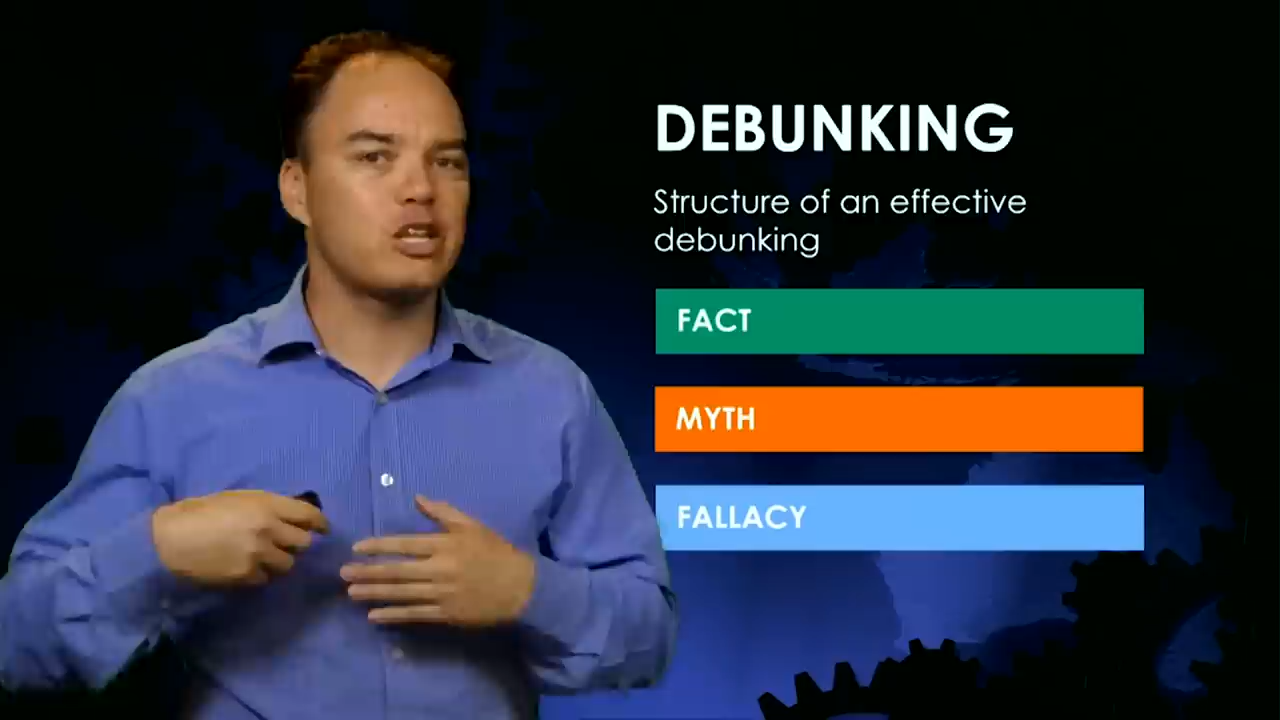 DEBUNKING
Structure of an effective
debunking
FACT
MYTH
FALLACY